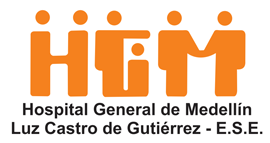 HGM
Hospital General de Medellín
Luz Castro de Gutiérrez - E.S.E.